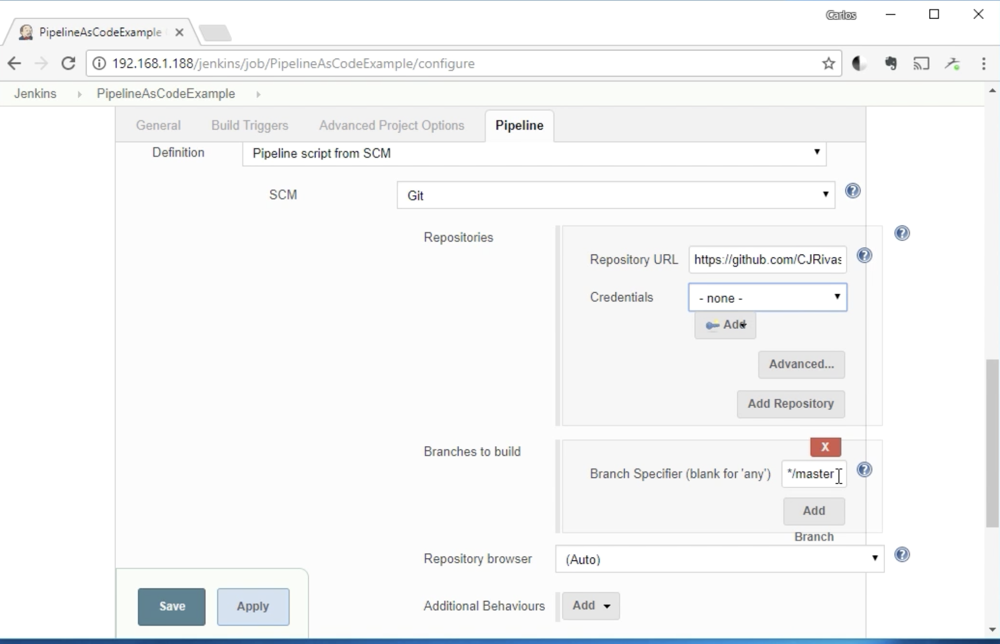 Carlos
PipelineAsCodeExample
192.168.1.188/jenkins/job/PipelineAsCodeExample/configure
Jenkins PipelineAsCodeExample
General Build Triggers Advanced Project Options Pipeline
Definition Pipeline script from SCM
SCM Git
Repositories
Repository URL https://github.com/CJRivas
Credentials - none -
Add
Advanced...
Add Repository
Branches to build
X
Branch Specifier (blank for 'any') */master
Add
Branch
Repository browser (Auto)
Save Apply
Additional Behaviours Add